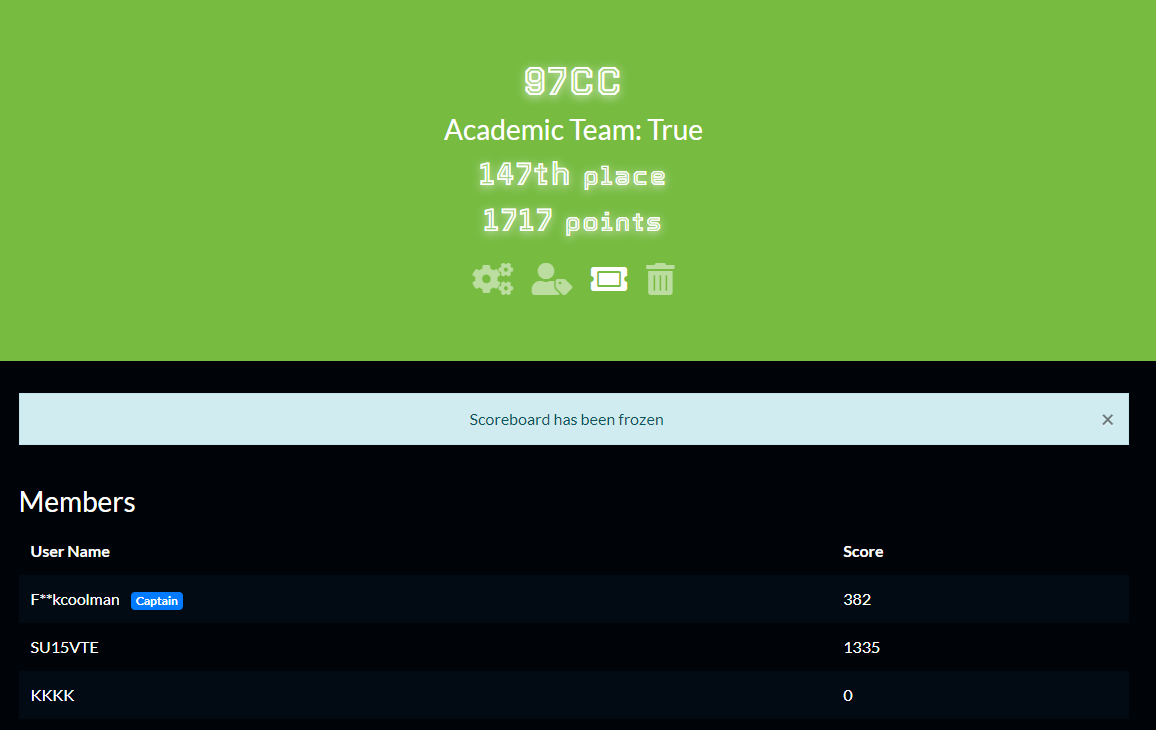 97CC
Academic Team: True
147th place
1717 points
Scoreboard has been frozen ×
Members
User Name Score
F**kcoolman Captain 382
SU15VTE 1335
KKKK 0